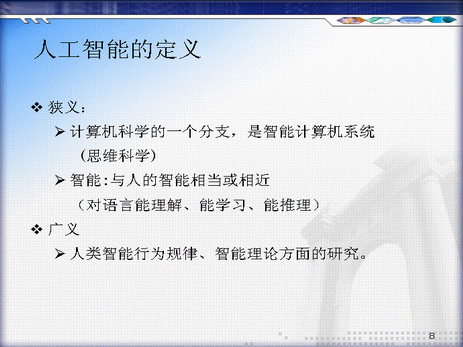 人工智能的定义
❖ 狭义：
➢ 计算机科学的一个分支，是智能计算机系统
(思维科学)
➢ 智能:与人的智能相当或相近
（对语言能理解、能学习、能推理）
❖ 广义
➢ 人类智能行为规律、智能理论方面的研究。
8